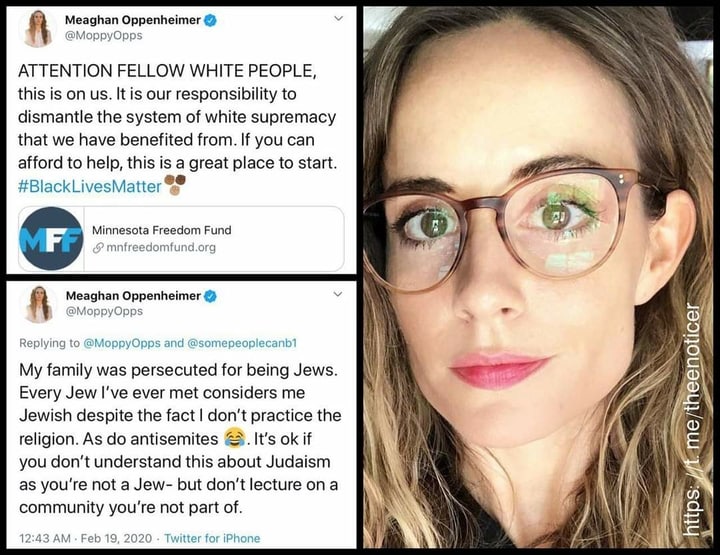 Meaghan Oppenheimer
@MoppyOpps
ATTENTION FELLOW WHITE PEOPLE,
this is on us. It is our responsibility to
dismantle the system of white supremacy
that we have benefited from. If you can
afford to help, this is a great place to start.
#BlackLivesMatter
MFF
Minnesota Freedom Fund
mnfreedomfund.org
Meaghan Oppenheimer
@MoppyOpps
Replying to @MoppyOpps and @somepeoplecanb1
My family was persecuted for being Jews.
Every Jew I've ever met considers me
Jewish despite the fact I don't practice the
religion. As do antisemites 😂. It's ok if
you don't understand this about Judaism
as you're not a Jew- but don't lecture on a
community you're not part of.
12:43 AM · Feb 19, 2020 · Twitter for iPhone
https://t.me/theenoticer